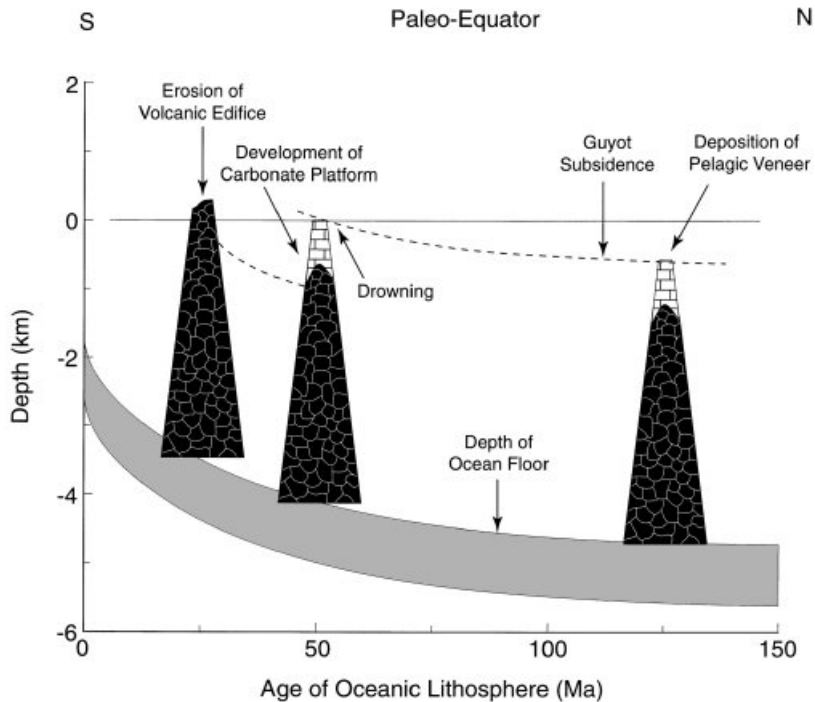 S
Paleo-Equator
N
Erosion of
Volcanic Edifice
Development of
Carbonate Platform
Guyot
Subsidence
Deposition of
Pelagic Veneer
Drowning
Depth of
Ocean Floor
Depth (km)
2
0
-2
-4
-6
0
50
100
150
Age of Oceanic Lithosphere (Ma)